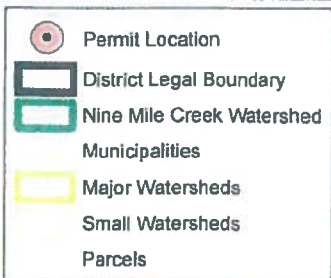 Permit Location
District Legal Boundary
Nine Mile Creek Watershed
Municipalities
Major Watersheds
Small Watersheds
Parcels